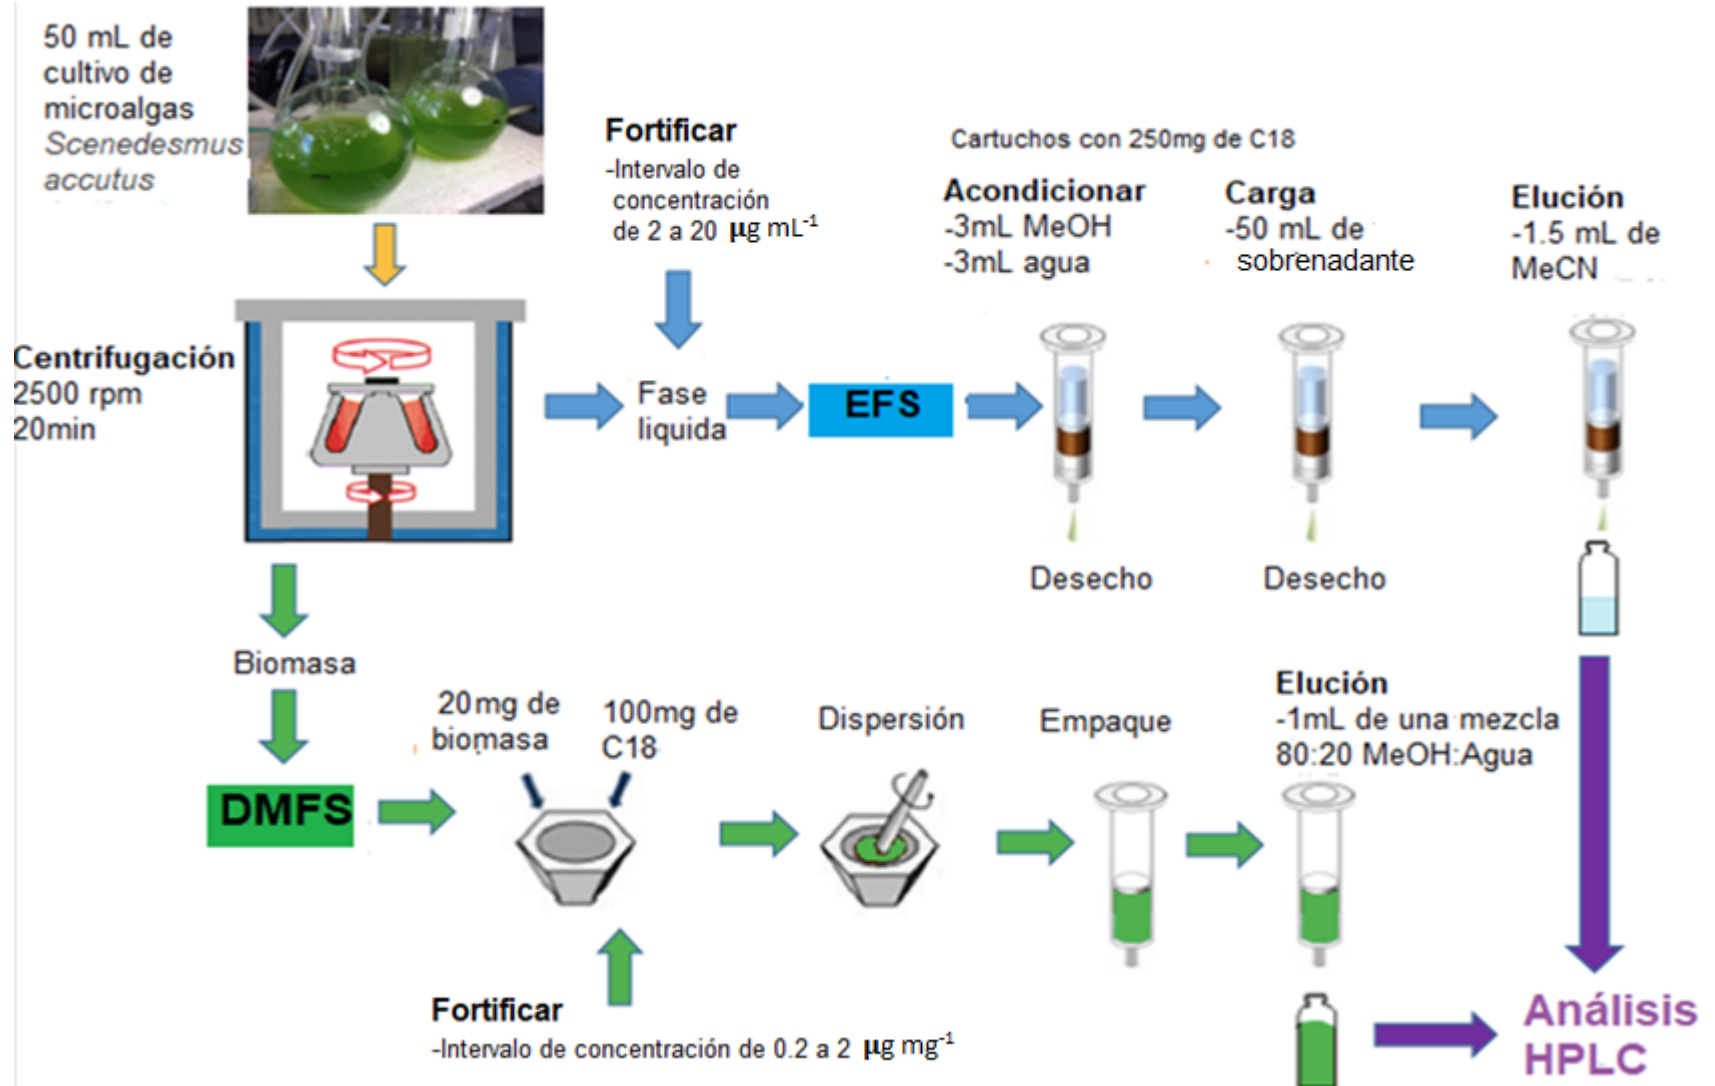 50 mL de
cultivo de
microalgas
Scenedesmus
accutus
Fortificar
-Intervalo de
concentración
de 2 a 20 µg mL⁻¹
Cartuchos con 250mg de C18
Acondicionar
-3mL MeOH
-3mL agua
Carga
-50 mL de
sobrenadante
Elución
-1.5 mL de
MeCN
Centrifugación
2500 rpm
20min
Fase
liquida
EFS
Desecho
Desecho
Biomasa
DMFS
20mg de
biomasa
100mg de
C18
Dispersión
Empaque
Elución
-1mL de una mezcla
80:20 MeOH:Agua
Fortificar
-Intervalo de concentración de 0.2 a 2 µg mg⁻¹
Análisis
HPLC